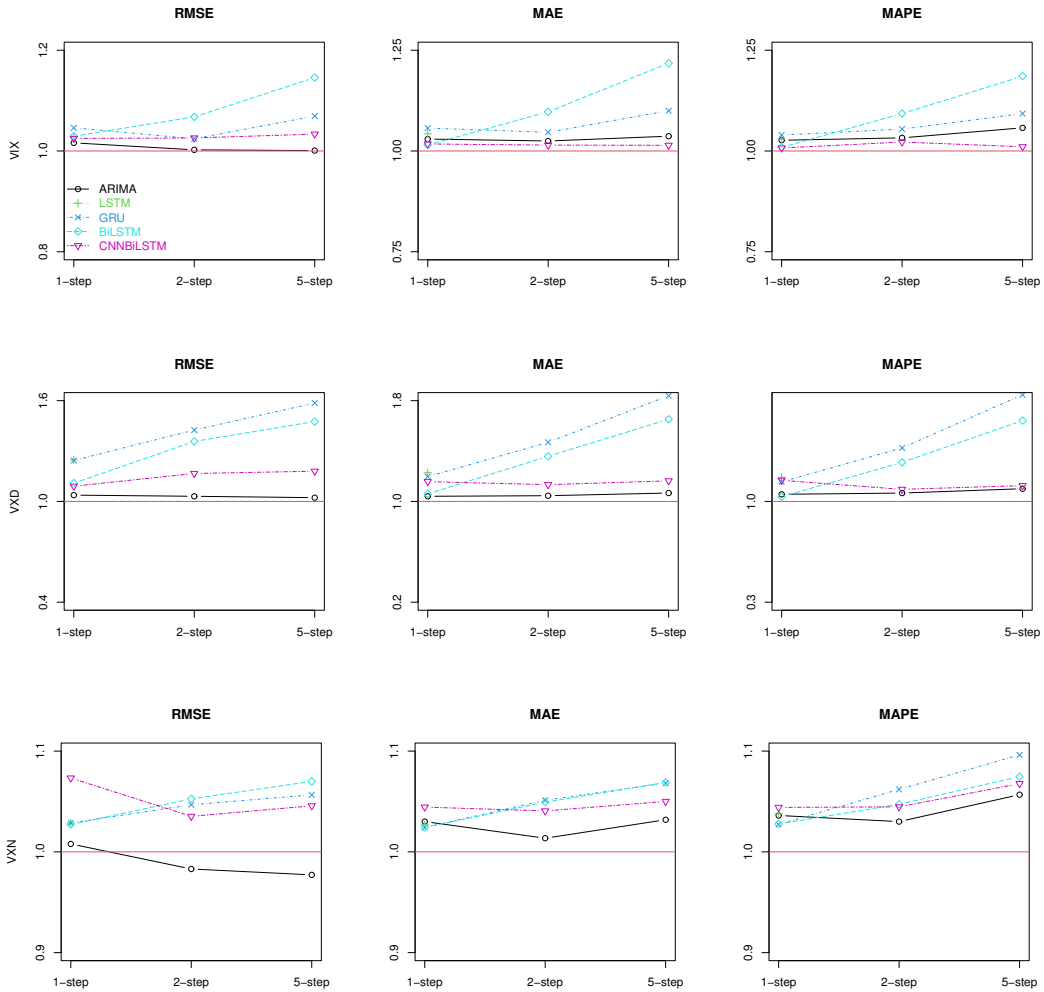 RMSE
MAE
MAPE
VIX
1.2
1.0
0.8
ARIMA
LSTM
GRU
BiLSTM
CNNBiLSTM
1−step
2−step
5−step
1.25
1.00
0.75
1−step
2−step
5−step
1.25
1.00
0.75
1−step
2−step
5−step
RMSE
MAE
MAPE
VXD
1.6
1.0
0.4
1−step
2−step
5−step
1.8
1.0
0.2
1−step
2−step
5−step
1.0
0.3
1−step
2−step
5−step
RMSE
MAE
MAPE
VXN
1.1
1.0
0.9
1−step
2−step
5−step
1.1
1.0
0.9
1−step
2−step
5−step
1.1
1.0
0.9
1−step
2−step
5−step